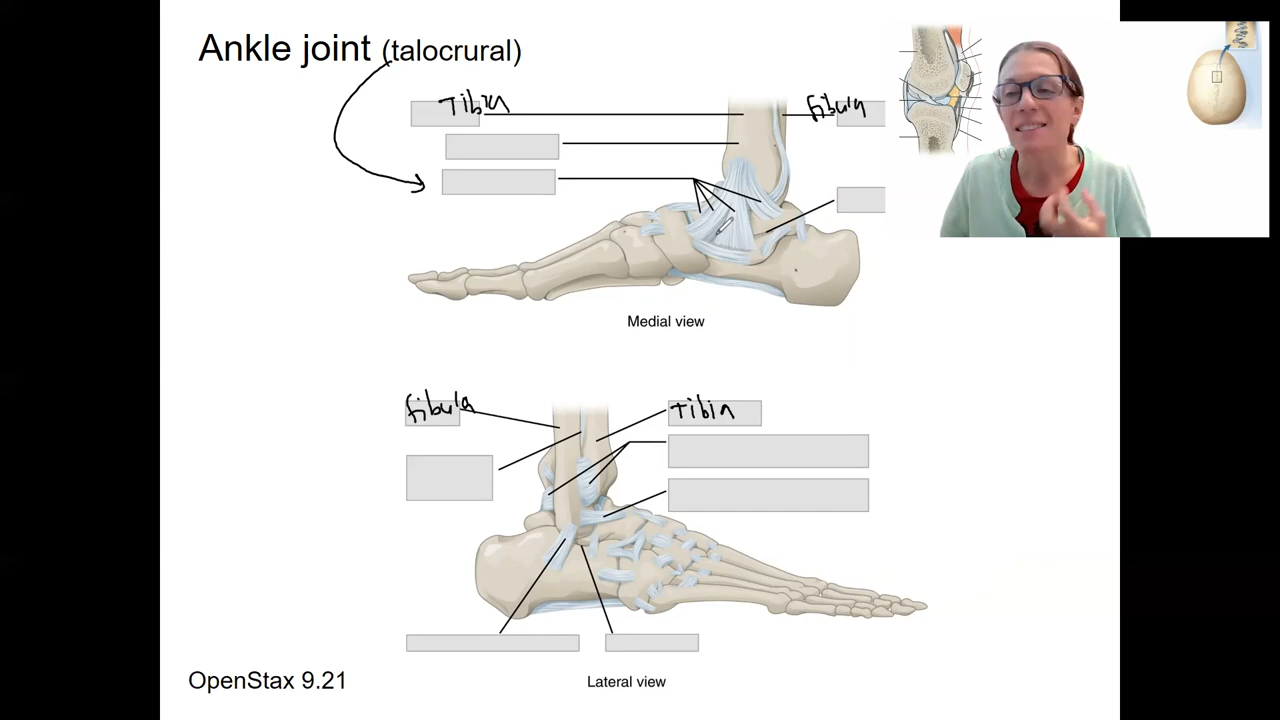 Ankle joint (talocrural)
Tibia
fibula
Medial view
fibula
Tibia
OpenStax 9.21
Lateral view